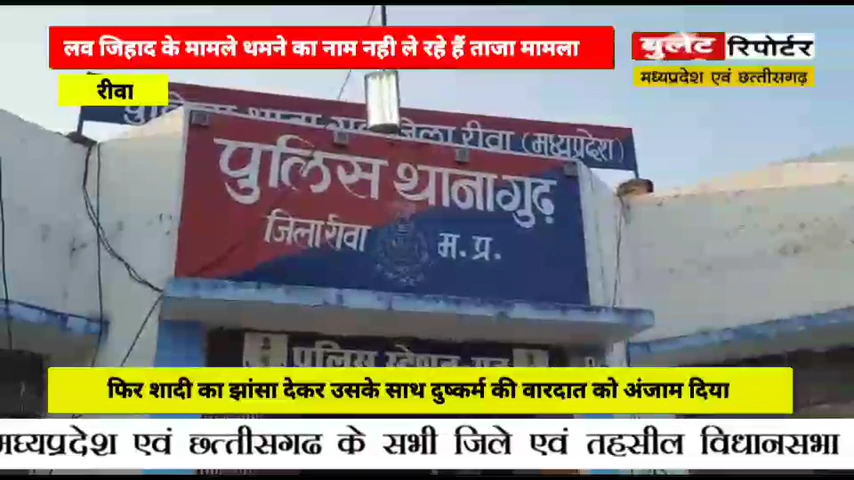 लव जिहाद के मामले थमने का नाम नही ले रहे हैं ताजा मामला
बुलेट रिपोर्टर
मध्यप्रदेश एवं छत्तीसगढ़
रीवा
पुलिस थाना गुढ़ जिला रीवा (मध्यप्रदेश)
पुलिस थाना गुढ़
जिला रीवा म.प्र.
पुलिस स्टेशन गुढ़
फिर शादी का झांसा देकर उसके साथ दुष्कर्म की वारदात को अंजाम दिया
मध्यप्रदेश एवं छत्तीसगढ के सभी जिले एवं तहसील विधानसभा